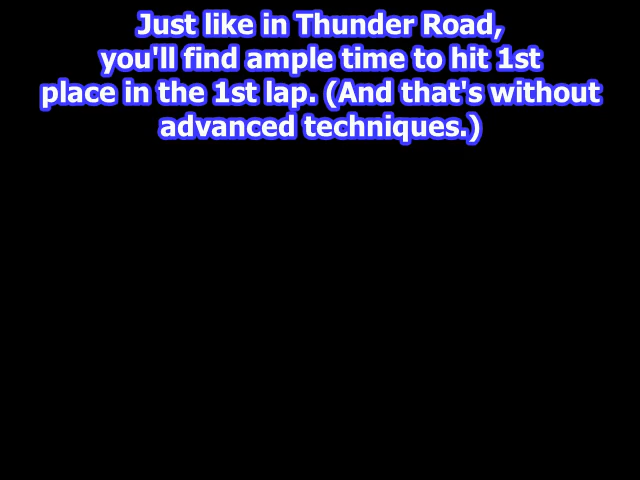 Just like in Thunder Road,
you'll find ample time to hit 1st
place in the 1st lap. (And that's without
advanced techniques.)